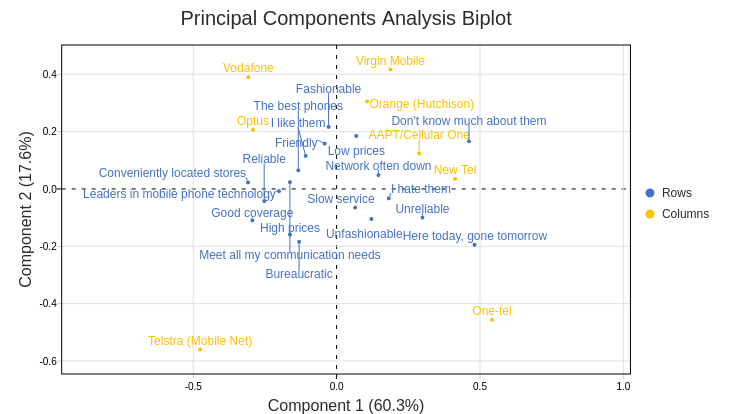 Principal Components Analysis Biplot
Vodafone
Virgin Mobile
Fashionable
The best phones
Orange (Hutchison)
Optus
I like them
Don't know much about them
AAPT/Cellular One
Friendly
Low prices
Reliable
Network often down
New Tel
Conveniently located stores
Leaders in mobile phone technology
I hate them
Slow service
Good coverage
Unreliable
High prices
Unfashionable
Here today, gone tomorrow
Meet all my communication needs
Bureaucratic
One-tel
Telstra (Mobile Net)
0.4
0.2
0.0
-0.2
-0.4
-0.6
-0.5
0.0
0.5
1.0
Component 2 (17.6%)
Component 1 (60.3%)
Rows
Columns